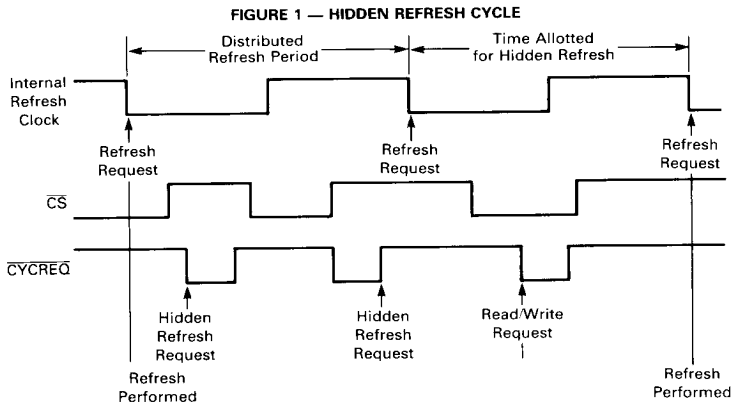 FIGURE 1 — HIDDEN REFRESH CYCLE
Distributed
Refresh Period
Time Allotted
for Hidden Refresh
Internal
Refresh
Clock
Refresh
Request
Refresh
Request
Refresh
Request
CS
CYCREQ
Hidden
Refresh
Request
Hidden
Refresh
Request
Read/Write
Request
Refresh
Performed
Refresh
Performed